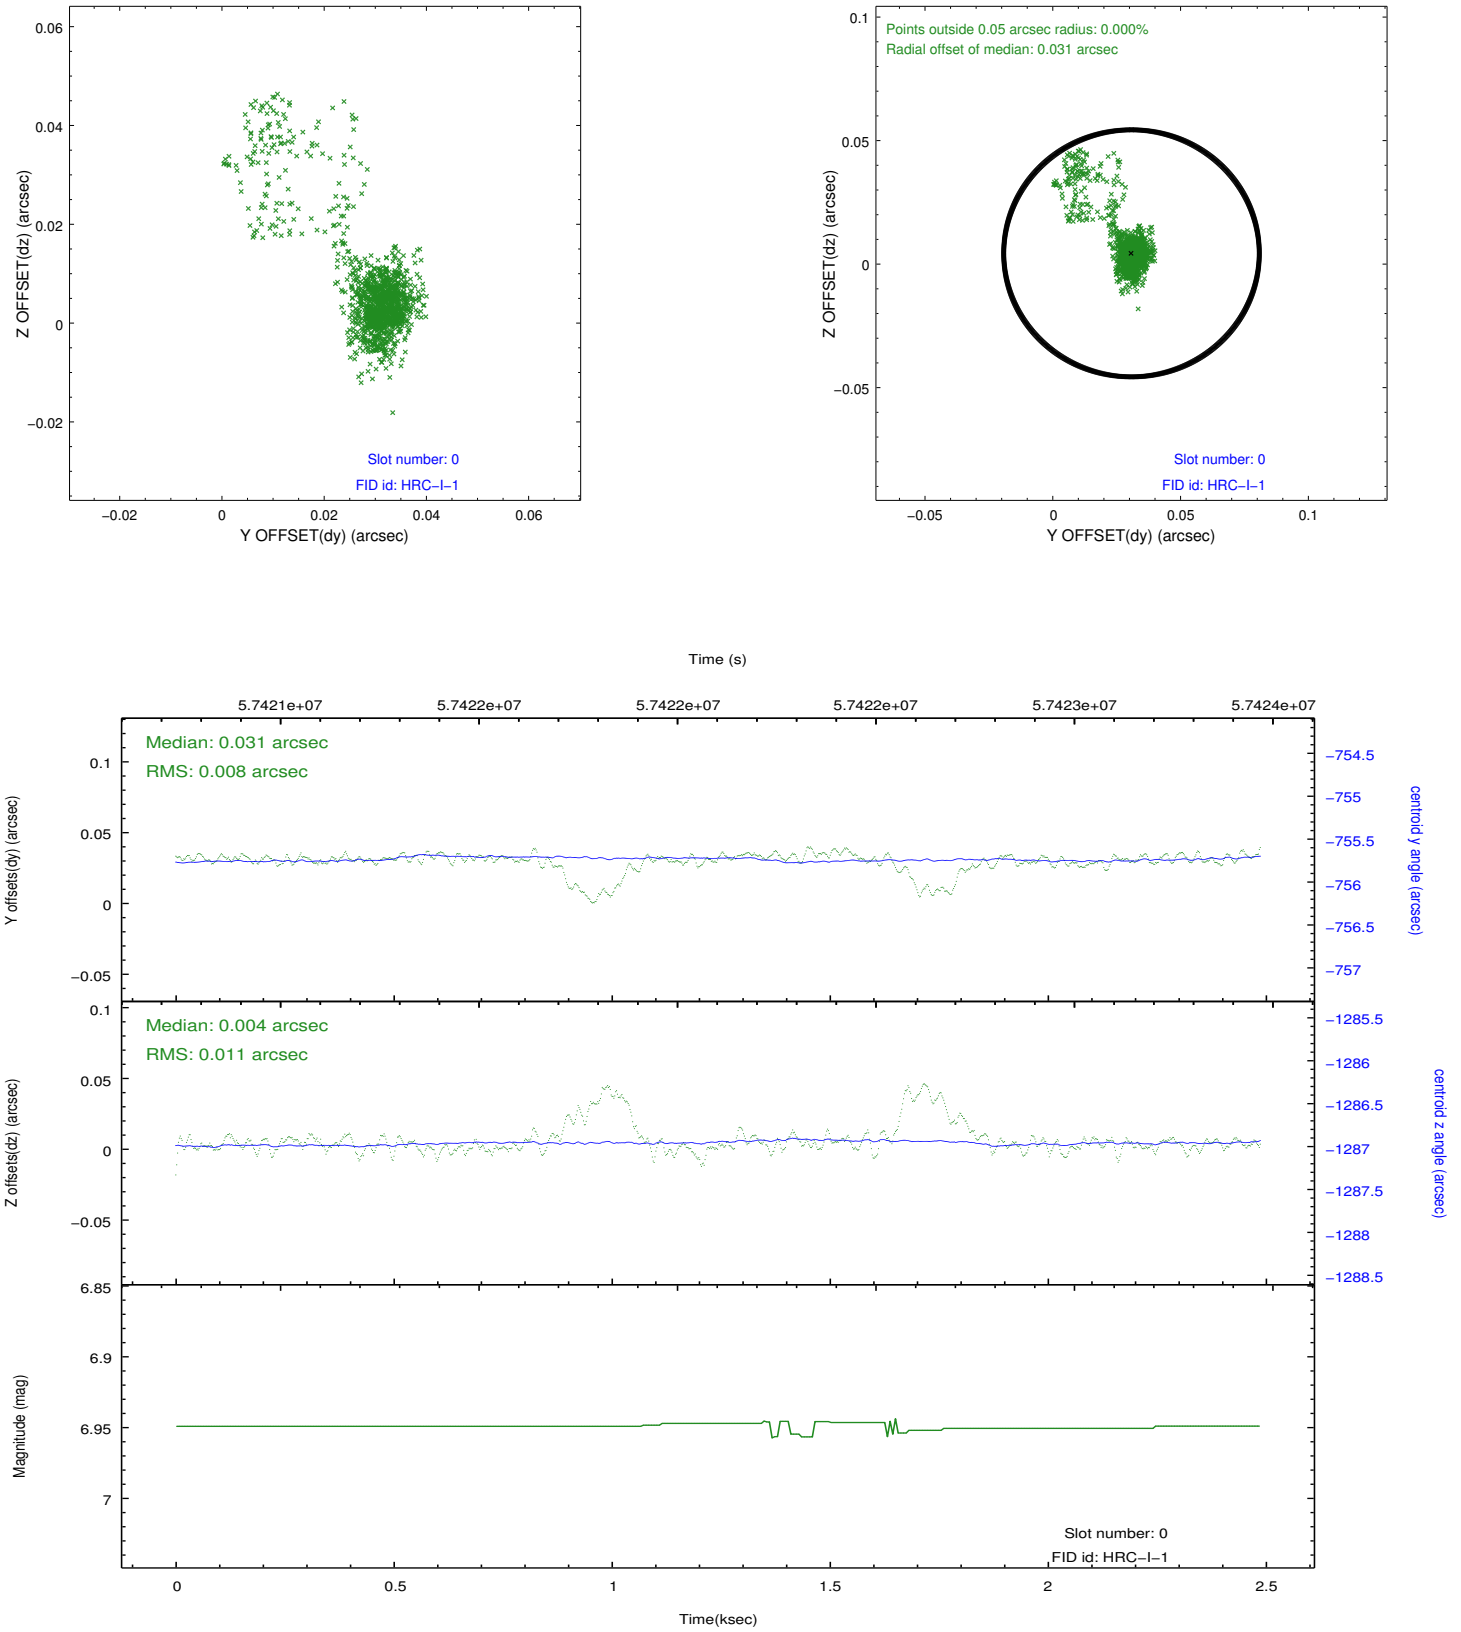 0.06
0.04
0.02
0
−0.02
Z OFFSET(dz) (arcsec)
Slot number: 0
FID id: HRC−I−1
−0.02 0 0.02 0.04 0.06
Y OFFSET(dy) (arcsec)
0.1
0.05
0
−0.05
Z OFFSET(dz) (arcsec)
Points outside 0.05 arcsec radius: 0.000%
Radial offset of median: 0.031 arcsec
Slot number: 0
FID id: HRC−I−1
−0.05 0 0.05 0.1
Y OFFSET(dy) (arcsec)
Time (s)
5.7421e+07 5.7422e+07 5.7422e+07 5.7422e+07 5.7423e+07 5.7424e+07
Median: 0.031 arcsec
RMS: 0.008 arcsec
0.1
0.05
0
−0.05
Y offsets(dy) (arcsec)
−754.5
−755
−755.5
−756
−756.5
−757
centroid y angle (arcsec)
Median: 0.004 arcsec
RMS: 0.011 arcsec
0.1
0.05
0
−0.05
Z offsets(dz) (arcsec)
−1285.5
−1286
−1286.5
−1287
−1287.5
−1288
−1288.5
centroid z angle (arcsec)
6.85
6.9
6.95
7
Magnitude (mag)
Slot number: 0
FID id: HRC−I−1
0 0.5 1 1.5 2 2.5
Time(ksec)